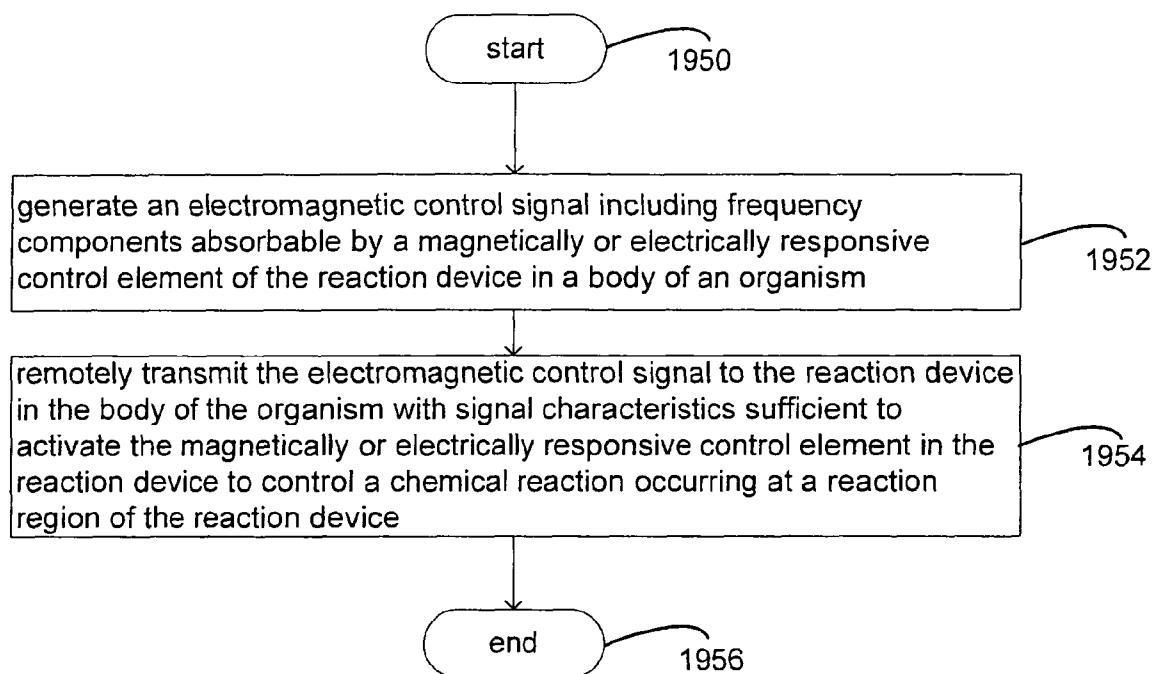 start
1950
generate an electromagnetic control signal including frequency
components absorbable by a magnetically or electrically responsive
control element of the reaction device in a body of an organism
1952
remotely transmit the electromagnetic control signal to the reaction device
in the body of the organism with signal characteristics sufficient to
activate the magnetically or electrically responsive control element in the
reaction device to control a chemical reaction occurring at a reaction
region of the reaction device.
1954
end
1956